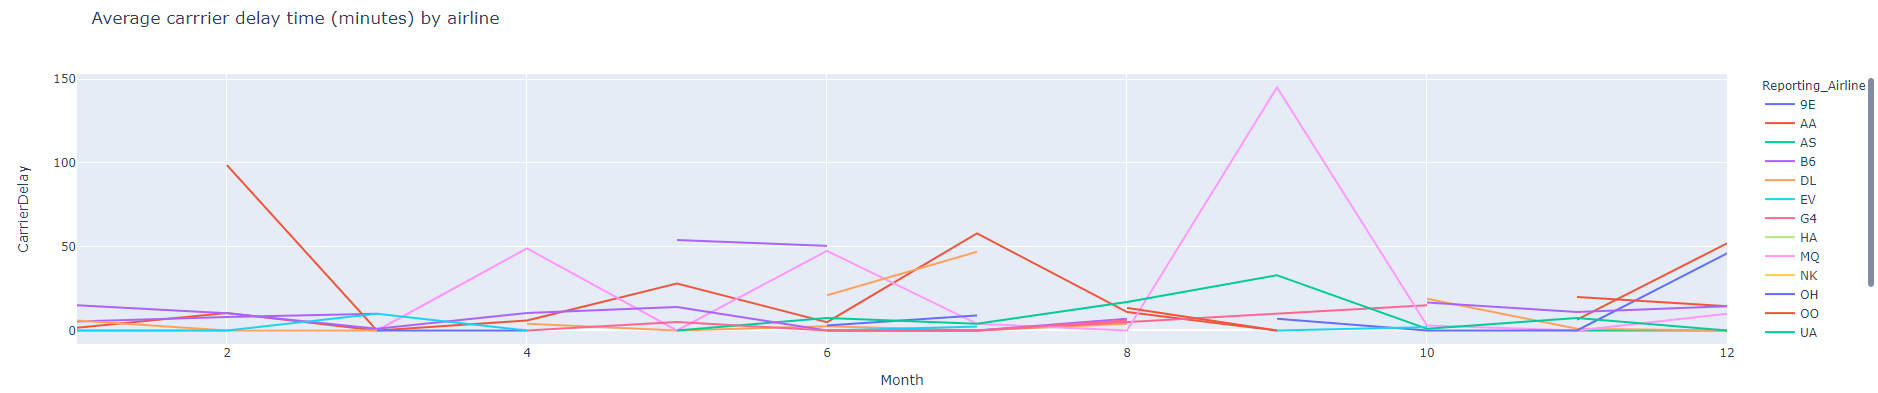 Average carrrier delay time (minutes) by airline
150
100
50
0
CarrierDelay
2
4
6
8
10
12
Month
Reporting_Airline
9E
AA
AS
B6
DL
EV
G4
HA
MQ
NK
OH
OO
UA